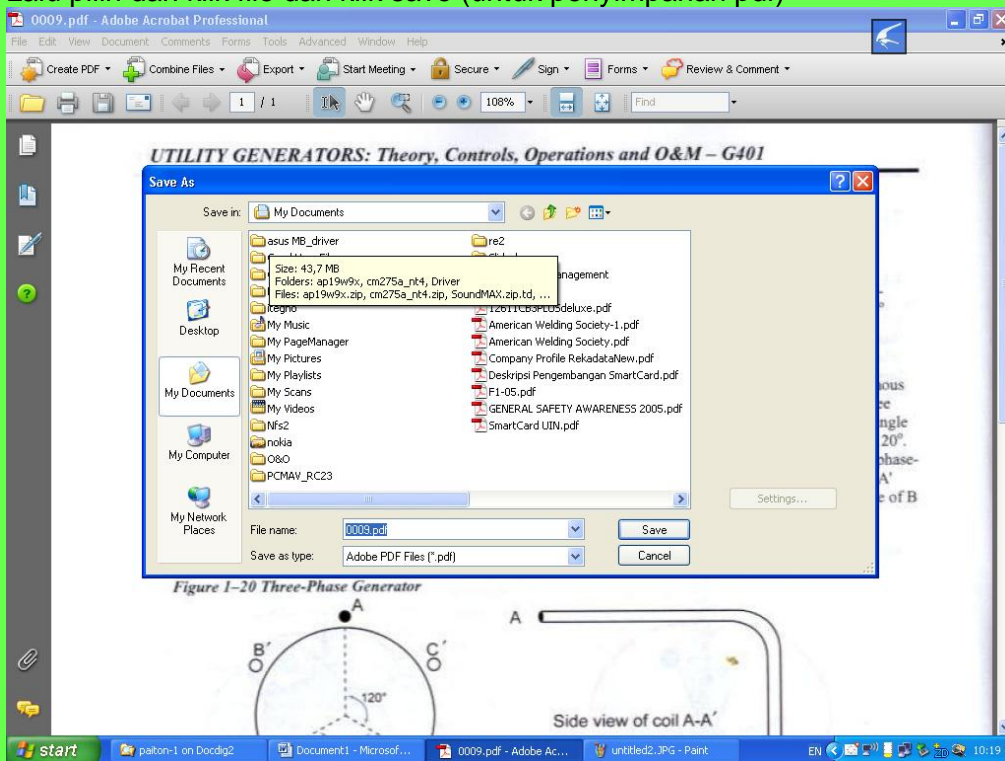 Lalu pilih dan klik file dan klik save (untuk penyimpanan pdf)
0009.pdf - Adobe Acrobat Professional
File Edit View Document Comments Forms Tools Advanced Window Help
Create PDF Combine Files Export Start Meeting Secure Sign Forms Review & Comment
1 / 1 108% Find
UTILITY GENERATORS: Theory, Controls, Operations and O&M – G401
Save As
Save in: My Documents
My Recent Documents
Desktop
My Documents
My Computer
My Network Places
asus MB_driver
Size: 43,7 MB
Folders: ap19w9x, cm275a_nt4, Driver
Files: ap19w9x.zip, cm275a_nt4.zip, SoundMAX.zip.td, ...
itegno
My Music
My PageManager
My Pictures
My Playlists
My Scans
My Videos
Nfs2
nokia
O&O
PCMAV_RC23
re2
anagement
12611CB3PLUSdeluxe.pdf
American Welding Society-1.pdf
American Welding Society.pdf
Company Profile RekadataNew.pdf
Deskripsi Pengembangan SmartCard.pdf
F1-05.pdf
GENERAL SAFETY AWARENESS 2005.pdf
SmartCard UIN.pdf
Settings...
File name: 0009.pdf Save
Save as type: Adobe PDF Files (*.pdf) Cancel
ious
ee
ngle
20°.
phase-
A'
e of B
Figure 1–20 Three-Phase Generator
A
B´
C´
120°
A
Side view of coil A-A´
start paiton-1 on Docdig2 Document1 - Microsof... 0009.pdf - Adobe Ac... untitled2.JPG - Paint EN 10:19